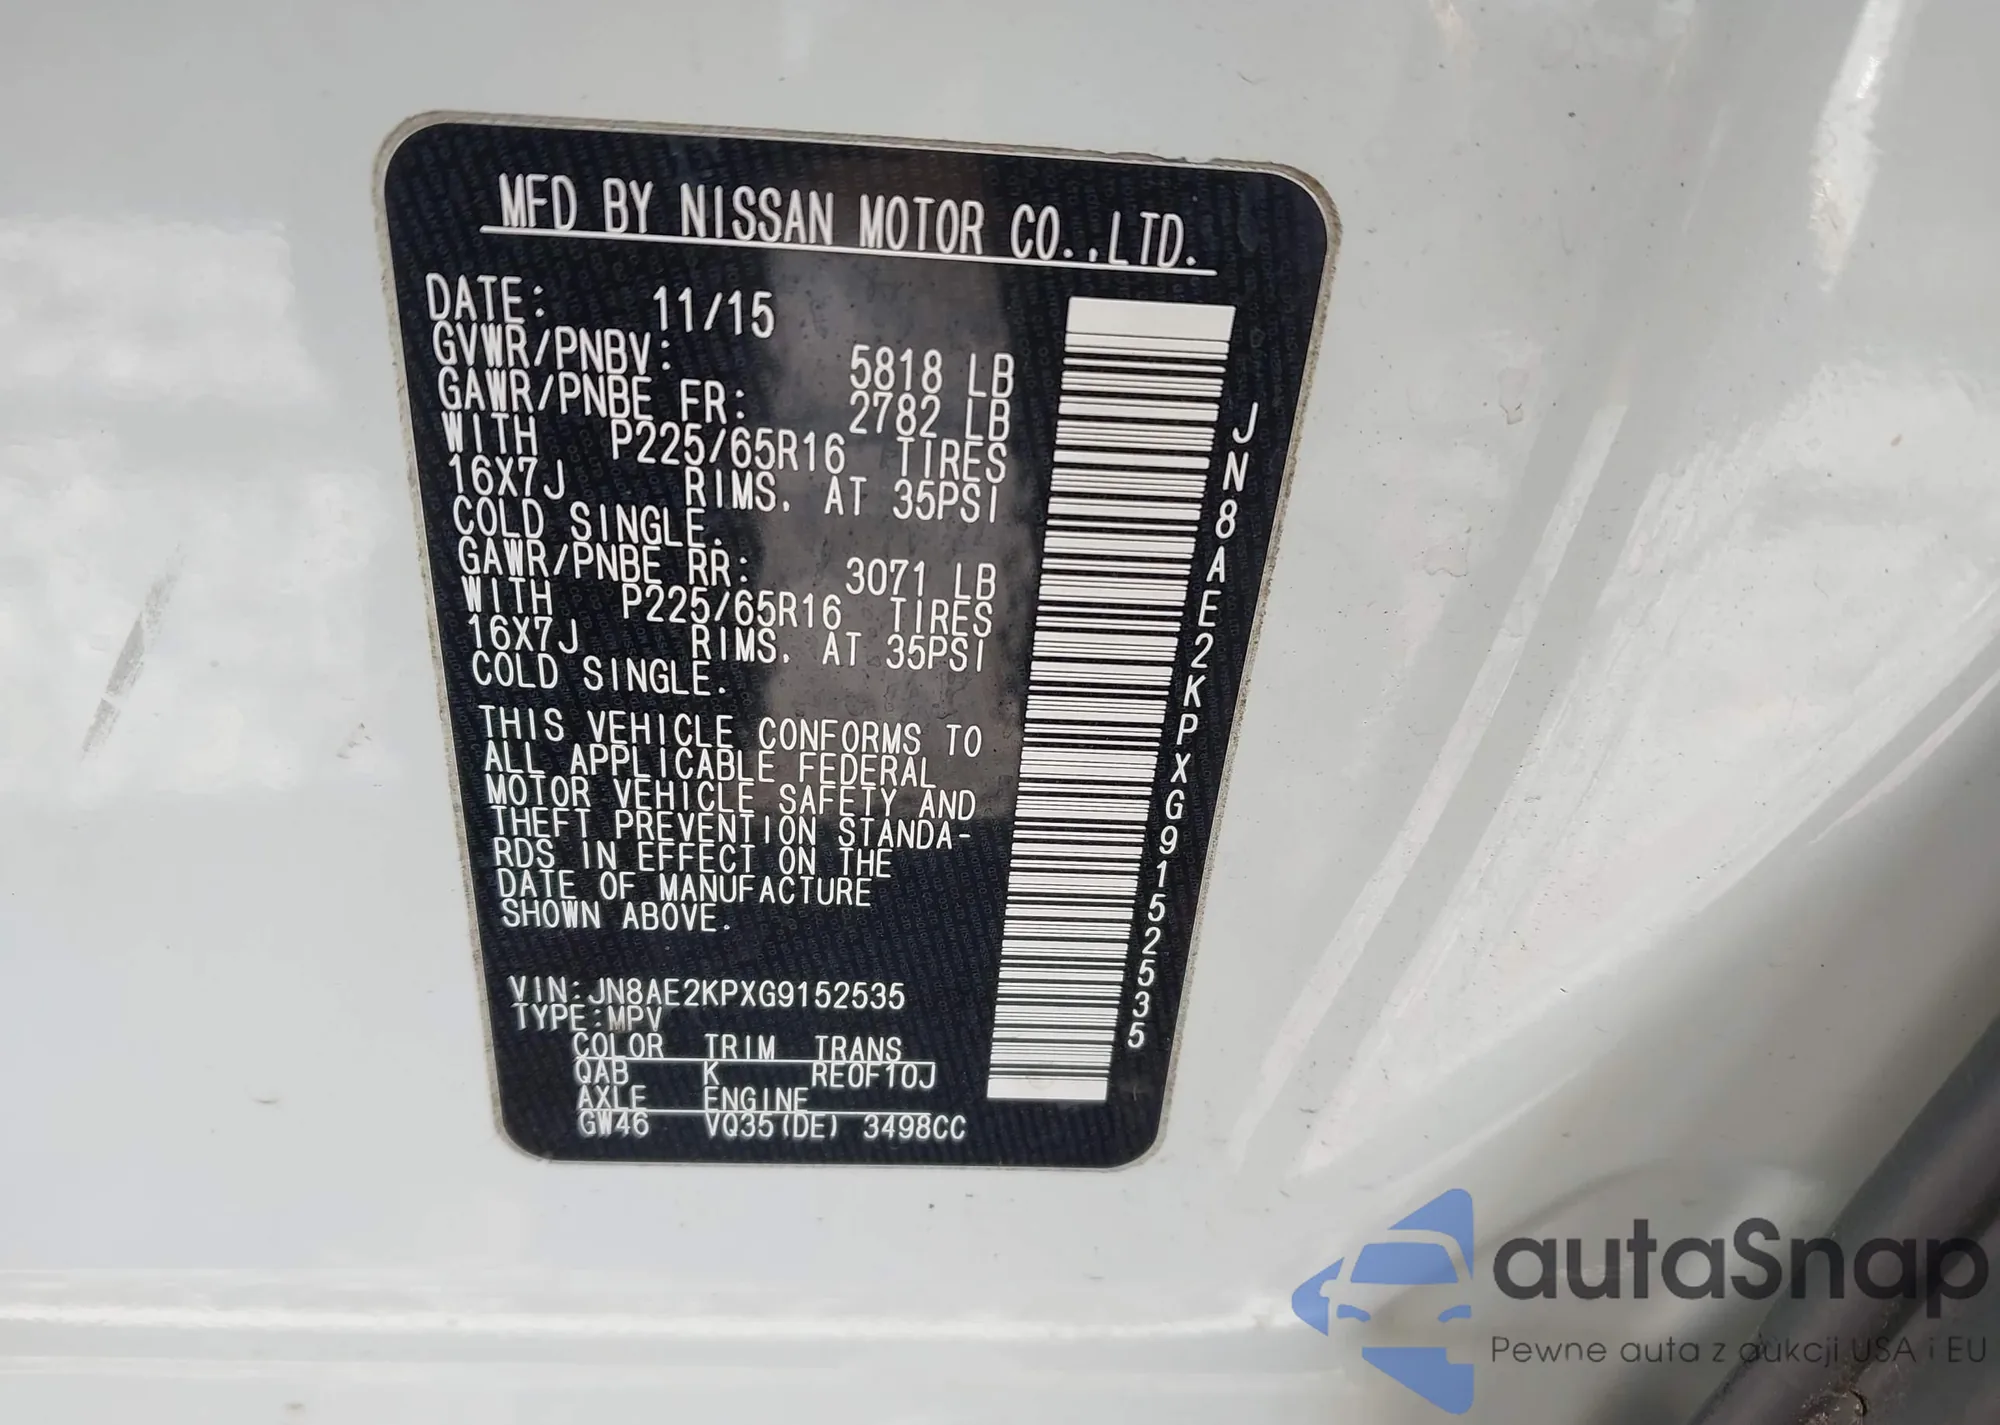 MFD BY NISSAN MOTOR CO.,LTD.
DATE: 11/15
GVWR/PNBV: 5818 LB
GAWR/PNBE FR: 2782 LB
WITH P225/65R16 TIRES
16X7J RIMS. AT 35PSI
COLD SINGLE.
GAWR/PNBE RR: 3071 LB
WITH P225/65R16 TIRES
16X7J RIMS. AT 35PSI
COLD SINGLE.
THIS VEHICLE CONFORMS TO
ALL APPLICABLE FEDERAL
MOTOR VEHICLE SAFETY AND
THEFT PREVENTION STANDA-
RDS IN EFFECT ON THE
DATE OF MANUFACTURE
SHOWN ABOVE.
VIN:JN8AE2KPXG9152535
TYPE:MPV
COLOR TRIM TRANS
QAB K RE0F10J
AXLE ENGINE
GW46 VQ35(DE) 3498CC
JN8AE2KPXG9152535
autaSnap
Pewne auta z aukcji USA i EU